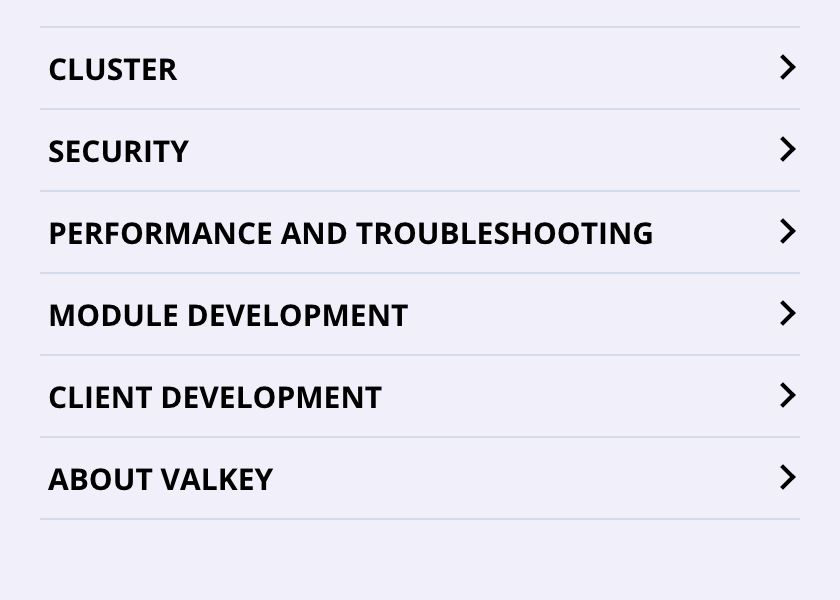 CLUSTER
SECURITY
PERFORMANCE AND TROUBLESHOOTING
MODULE DEVELOPMENT
CLIENT DEVELOPMENT
ABOUT VALKEY